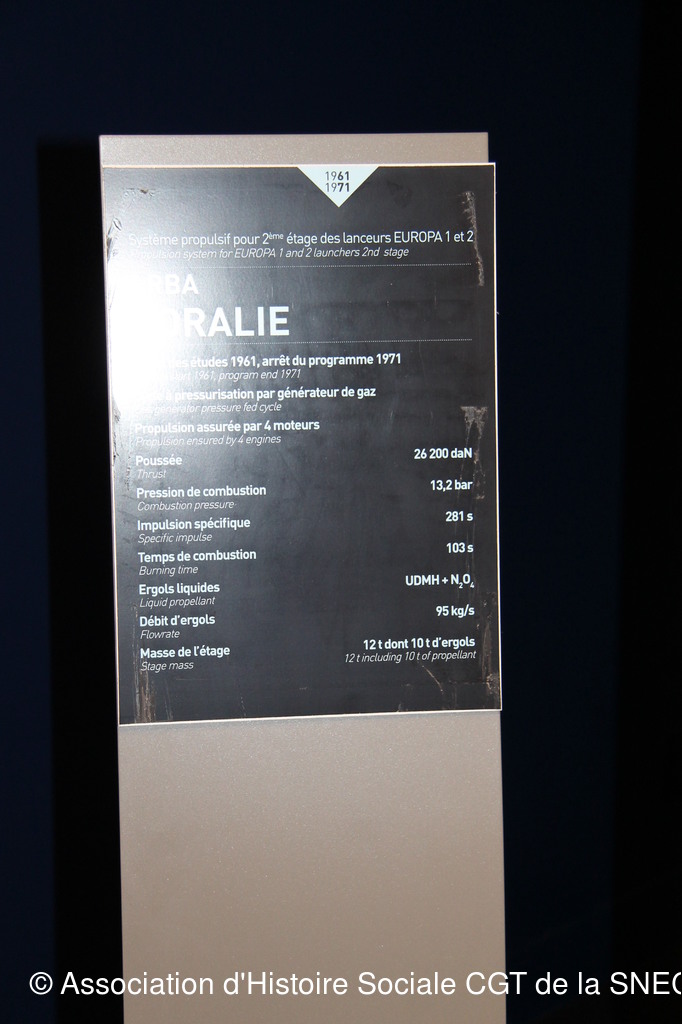 1961
1971
Système propulsif pour 2ème étage des lanceurs EUROPA 1 et 2
Propulsion system for EUROPA 1 and 2 launchers 2nd stage
études 1961, arrêt du programme 1971
1961, program end 1971
à pressurisation par générateur de gaz
generator pressure fed cycle
Propulsion assurée par 4 moteurs
Propulsion ensured by 4 engines
Poussée 26 200 daN
Thrust
Pression de combustion 13,2 bar
Combustion pressure
Impulsion spécifique 281 s
Specific impulse
Temps de combustion 103 s
Burning time
Ergols liquides UDMH + N₂O₄
Liquid propellant
Débit d'ergols 95 kg/s
Flowrate
Masse de l'étage 12 t dont 10 t d'ergols
Stage mass 12 t including 10 t of propellant
© Association d'Histoire Sociale CGT de la